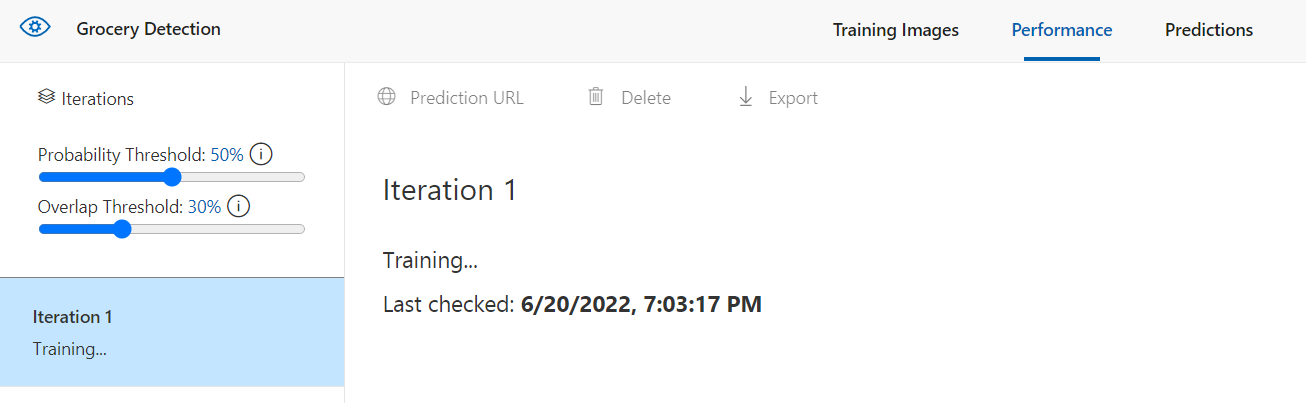 Grocery Detection
Training Images
Performance
Predictions
Iterations
Probability Threshold: 50%
Overlap Threshold: 30%
Iteration 1
Training...
Prediction URL
Delete
Export
Iteration 1
Training...
Last checked: 6/20/2022, 7:03:17 PM